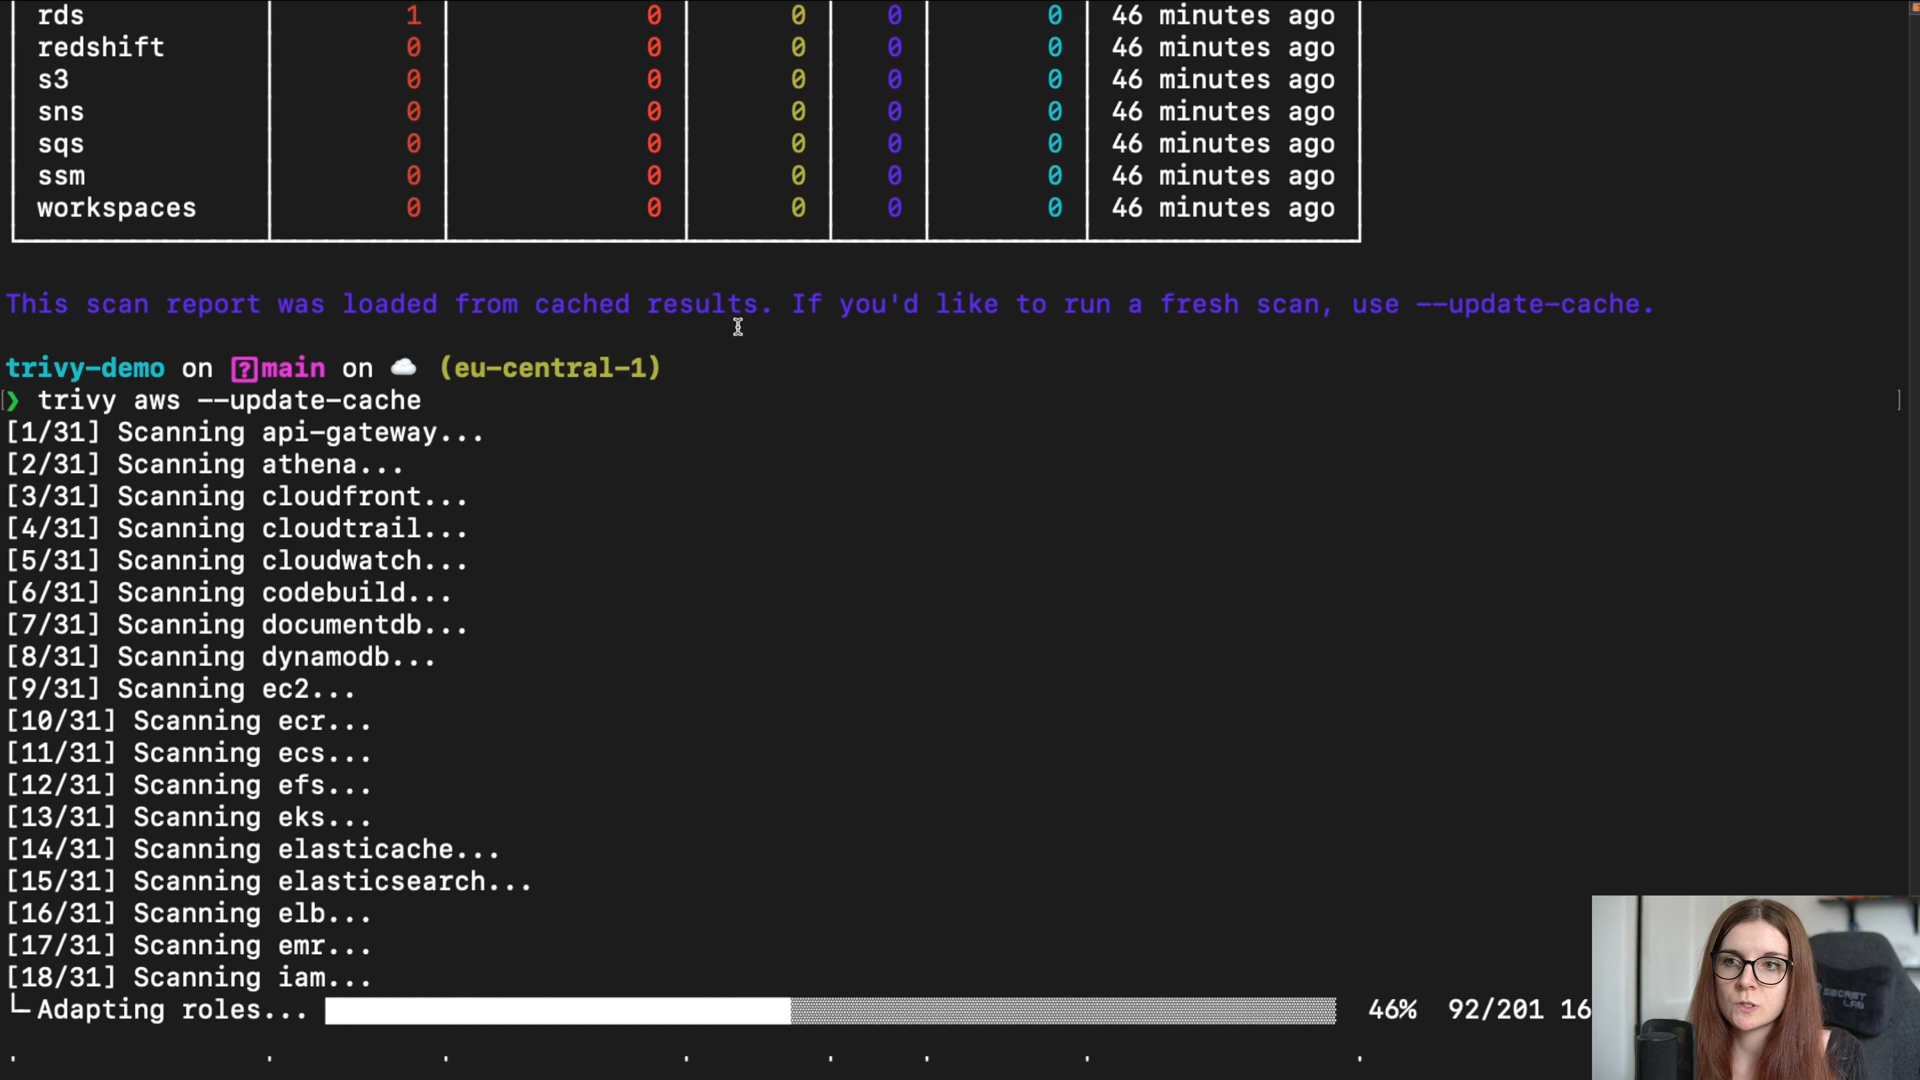 rds 1 0 0 0 0 46 minutes ago
redshift 0 0 0 0 0 46 minutes ago
s3 0 0 0 0 0 46 minutes ago
sns 0 0 0 0 0 46 minutes ago
sqs 0 0 0 0 0 46 minutes ago
ssm 0 0 0 0 0 46 minutes ago
workspaces 0 0 0 0 0 46 minutes ago
This scan report was loaded from cached results. If you'd like to run a fresh scan, use --update-cache.
trivy-demo on [?]main on ☁️ (eu-central-1)
❯ trivy aws --update-cache
[1/31] Scanning api-gateway...
[2/31] Scanning athena...
[3/31] Scanning cloudfront...
[4/31] Scanning cloudtrail...
[5/31] Scanning cloudwatch...
[6/31] Scanning codebuild...
[7/31] Scanning documentdb...
[8/31] Scanning dynamodb...
[9/31] Scanning ec2...
[10/31] Scanning ecr...
[11/31] Scanning ecs...
[12/31] Scanning efs...
[13/31] Scanning eks...
[14/31] Scanning elasticache...
[15/31] Scanning elasticsearch...
[16/31] Scanning elb...
[17/31] Scanning emr...
[18/31] Scanning iam...
└─Adapting roles... 46% 92/201 16
SECRET LAB